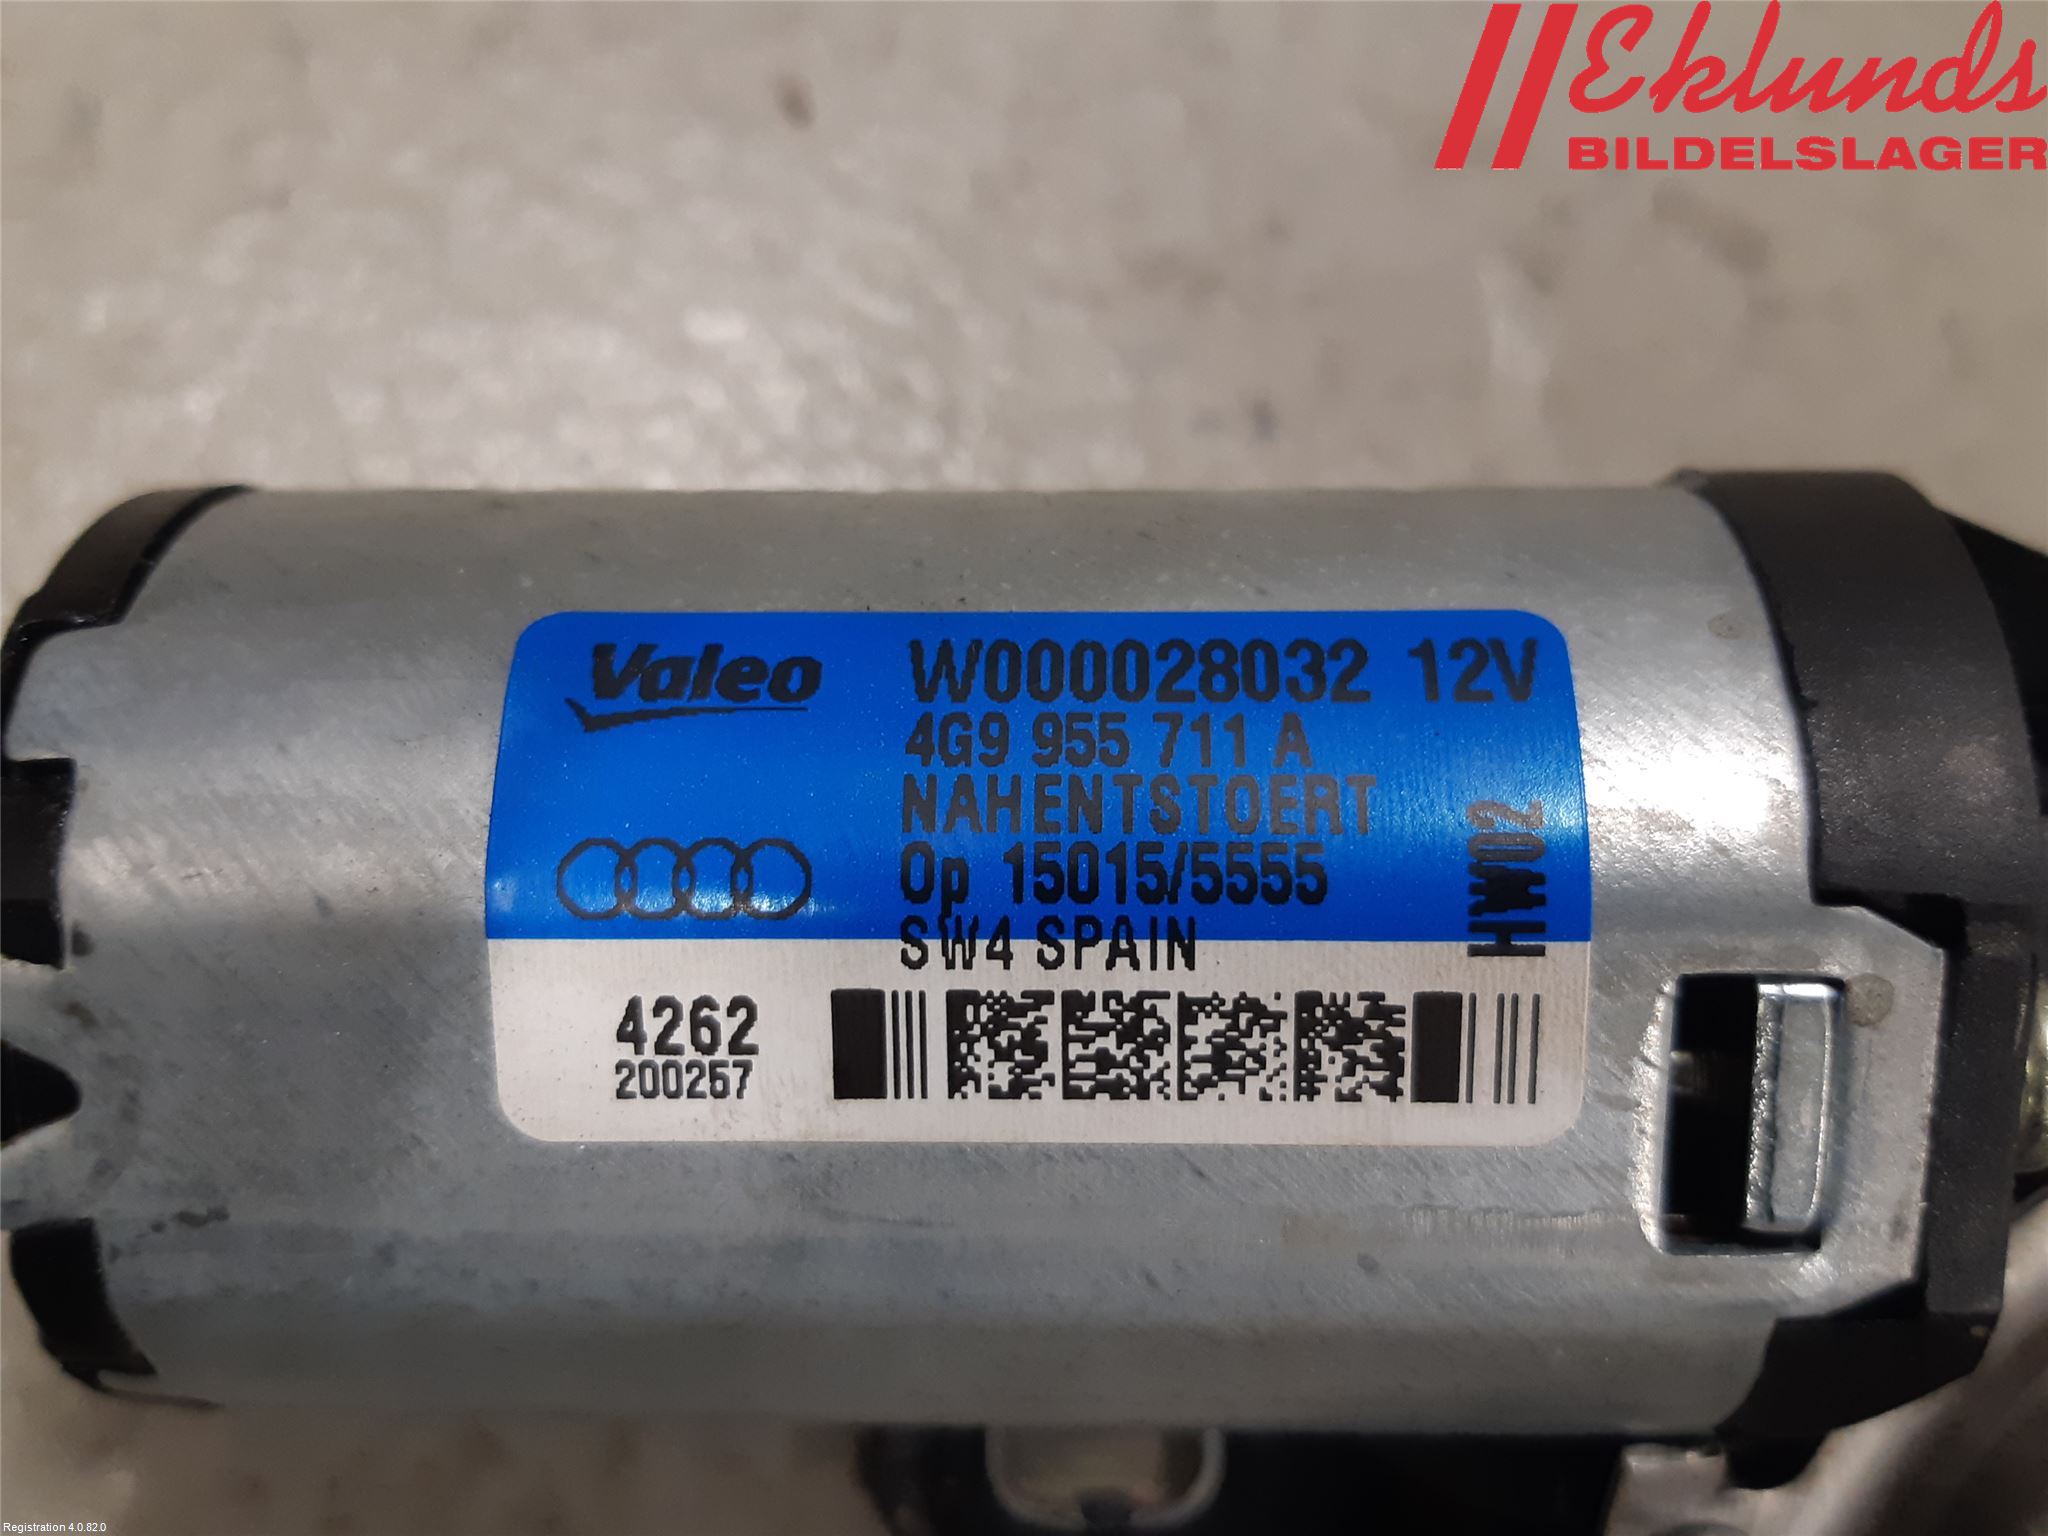 Eklunds
BILDELSLAGER
Valeo
W000028032 12V
4G9 955 711 A
NAHENTSTOERT
Op 15015/5555
SW4 SPAIN
HW02
4262
200257
Registration 4.0.82.0